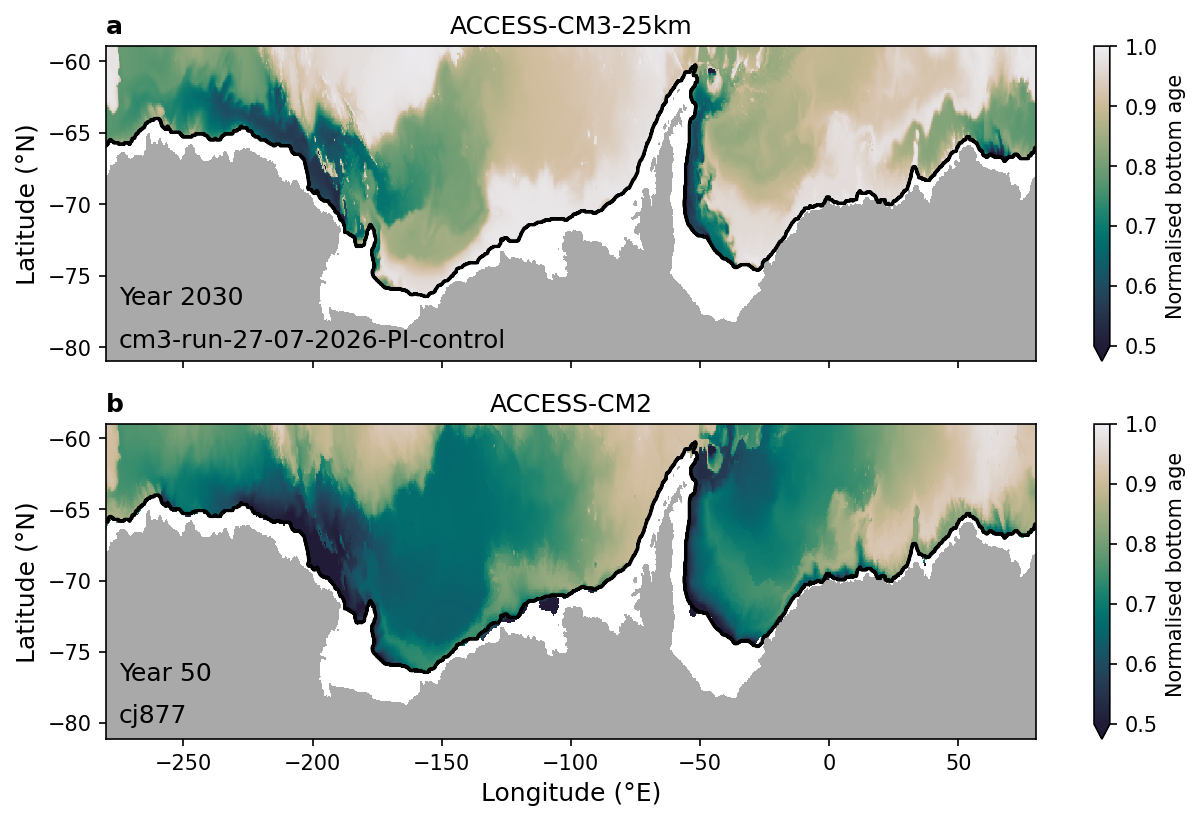 a
ACCESS-CM3-25km
−60
−65
−70
−75
−80
Latitude (°N)
Year 2030
cm3-run-27-07-2026-PI-control
1.0
0.9
0.8
0.7
0.6
0.5
Normalised bottom age
b
ACCESS-CM2
−60
−65
−70
−75
−80
Latitude (°N)
Year 50
cj877
−250
−200
−150
−100
−50
0
50
Longitude (°E)
1.0
0.9
0.8
0.7
0.6
0.5
Normalised bottom age